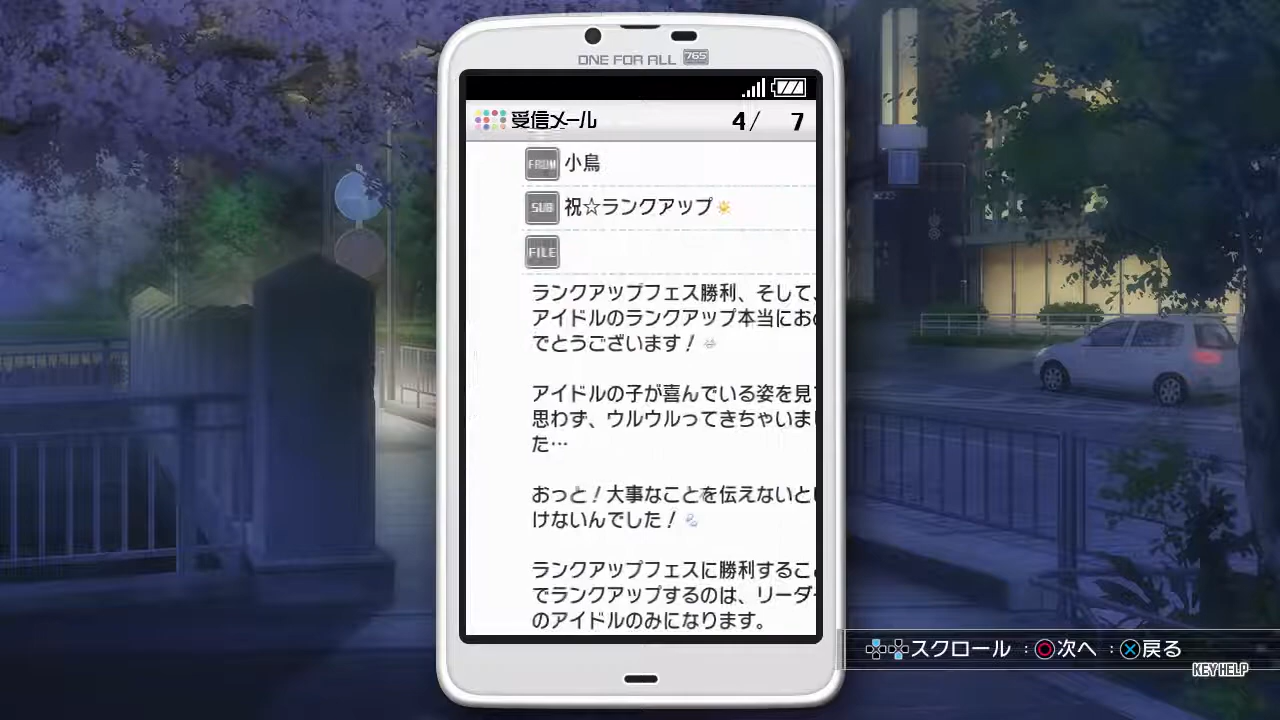 ONE FOR ALL 765
受信メール 4/ 7
FROM 小鳥
SUB 祝☆ランクアップ
FILE
ランクアップフェス勝利、そして、
アイドルのランクアップ本当にお
でとうございます！
アイドルの子が喜んでいる姿を見
思わず、ウルウルってきちゃいま
た…
おっと！大事なことを伝えないと
けないんでした！
ランクアップフェスに勝利するこ
でランクアップするのは、リーダ
のアイドルのみになります。
スクロール :○次へ :×戻る
KEY HELP